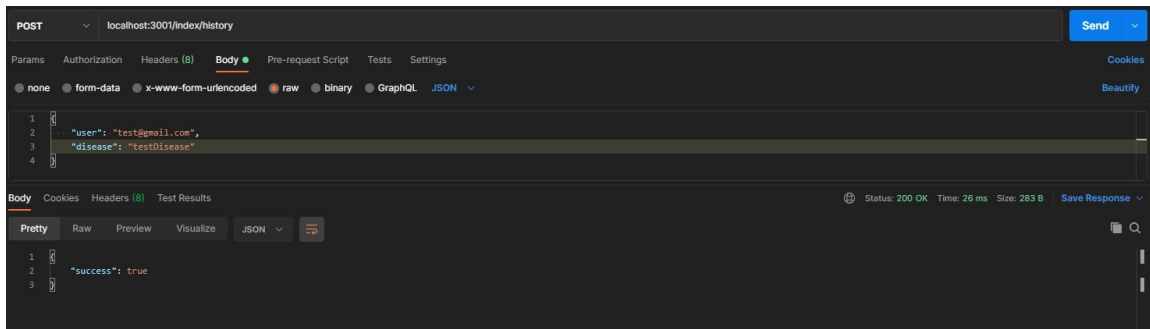 POST localhost:3001/index/history Send
Params Authorization Headers (8) Body Pre-request Script Tests Settings Cookies
none form-data x-www-form-urlencoded raw binary GraphQL JSON Beautify
1 {
2 ····"user":·"test@gmail.com",
3 "disease": "testDisease"
4 }
Body Cookies Headers (8) Test Results Status: 200 OK Time: 26 ms Size: 283 B Save Response
Pretty Raw Preview Visualize JSON
1 {
2 "success": true
3 }